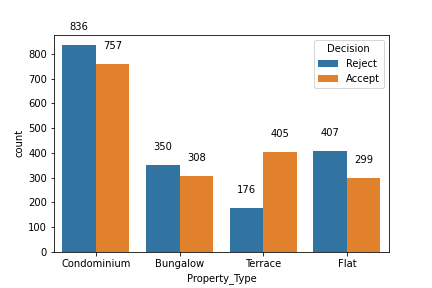 836
757
350
308
176
405
407
299
Decision
Reject
Accept
count
800
700
600
500
400
300
200
100
0
Condominium Bungalow Terrace Flat
Property_Type